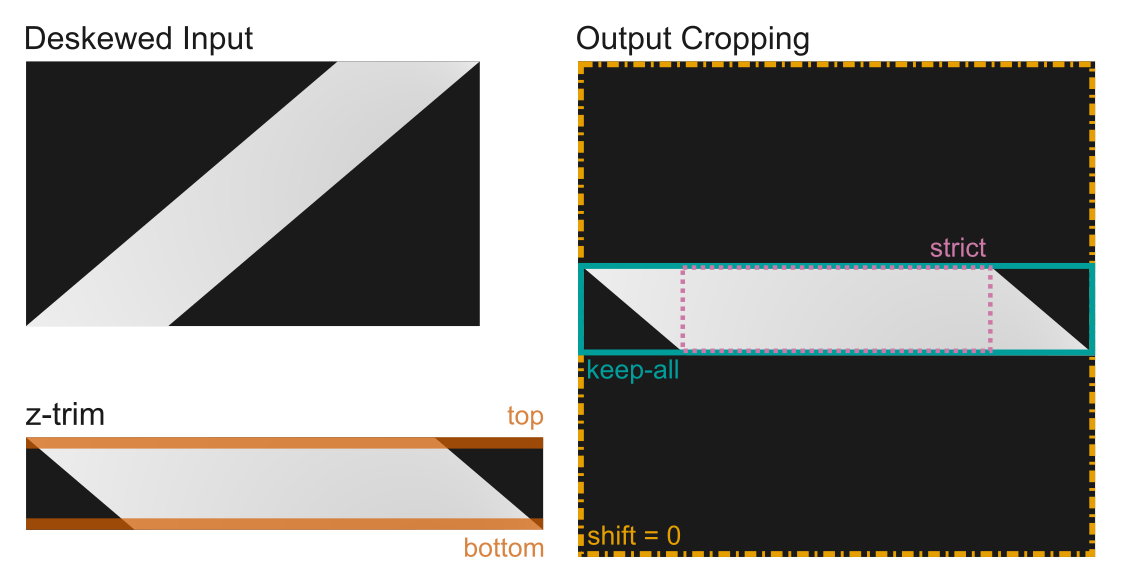 Deskewed Input
Output Cropping
strict
keep-all
z-trim
top
bottom
shift = 0